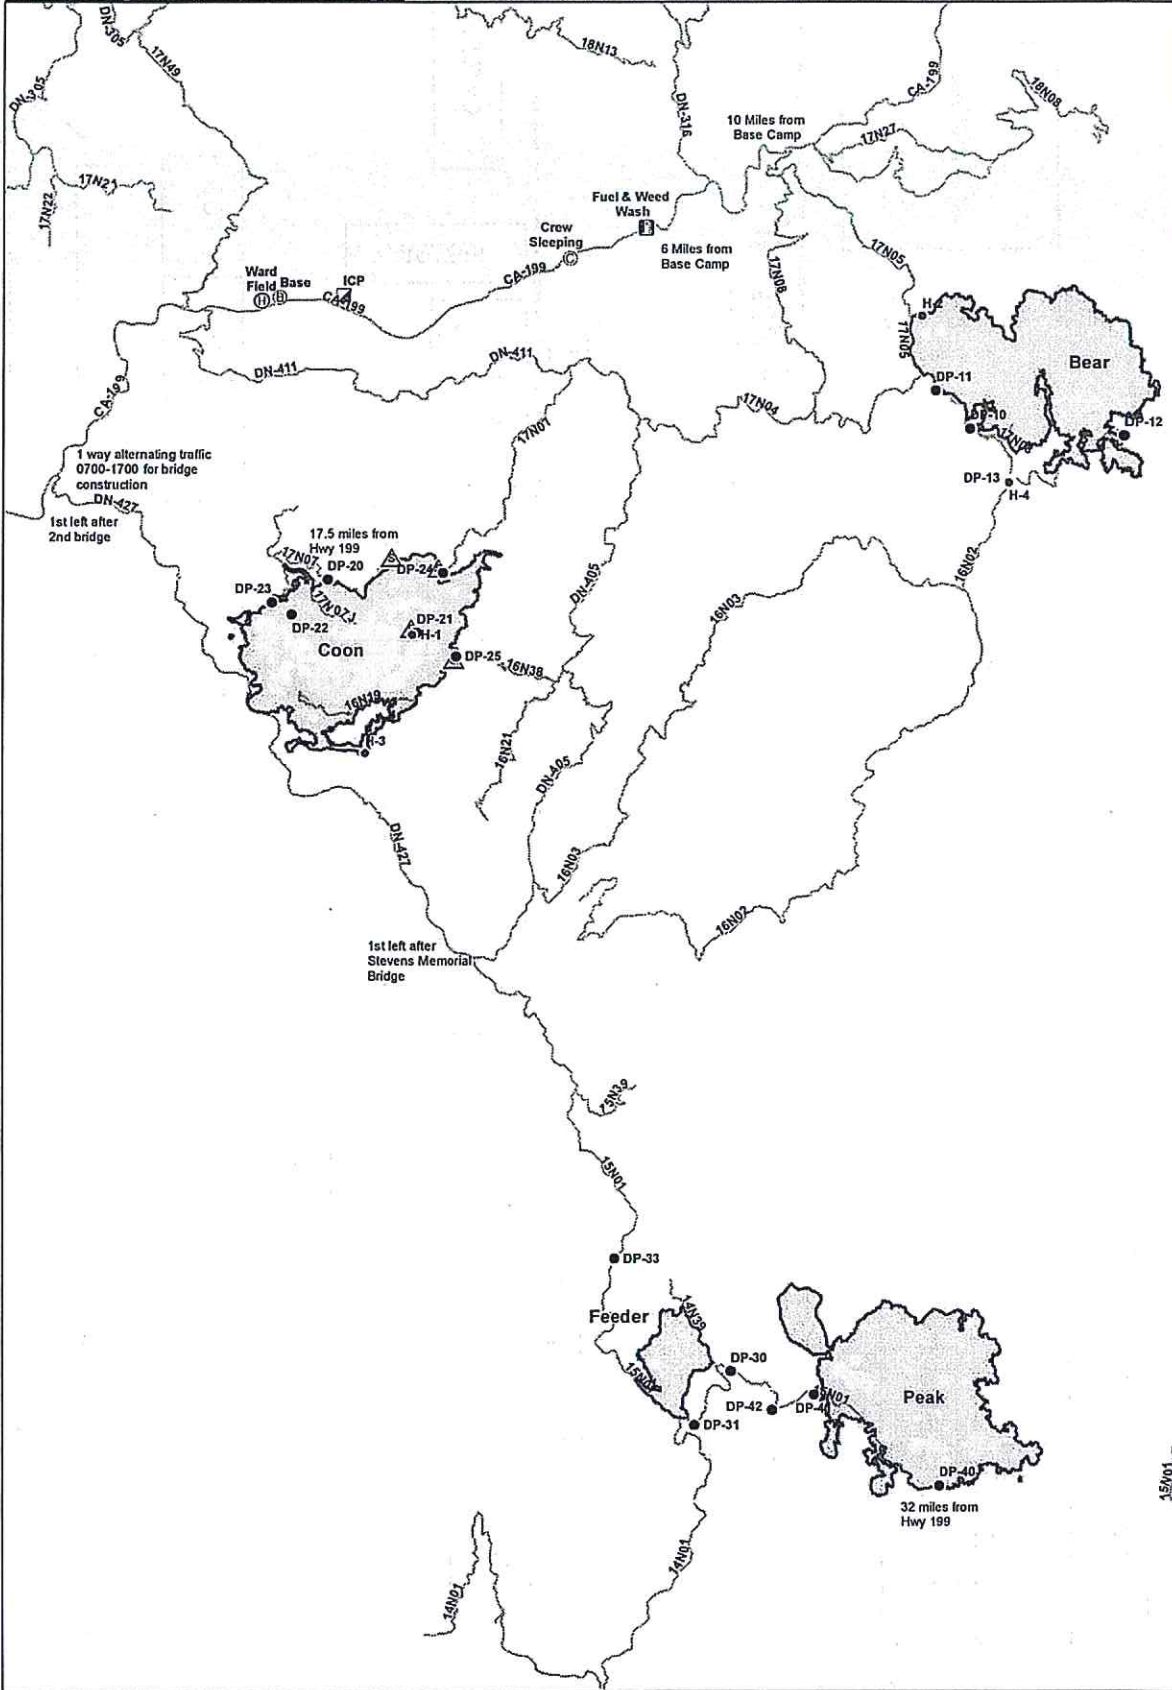 DN-305
17N49
18N13
CA-199
DN-305
DN-316
18N08
10 Miles from
Base Camp
17N27
17N21
17N22
Fuel & Weed
Wash
Crew
Sleeping
C
6 Miles from
Base Camp
17N05
17N08
CA-199
Ward
Field
Base
ICP
H
B
CA-199
17N05
Bear
DN-411
DN-411
DP-11
CA-199
17N04
DP-10
DP-12
17N01
1 way alternating traffic
0700-1700 for bridge
construction
DP-13
H-4
DN-427
1st left after
2nd bridge
17.5 miles from
Hwy 199
17N07
DP-20
S
DP-24
16N02
DP-23
17N07J
DN-405
16N03
DP-22
DP-21
H-1
Coon
DP-25
16N38
16N19
H-3
16N21
DN-405
DN-427
16N03
16N02
1st left after
Stevens Memorial
Bridge
15N39
15N01
DP-33
Feeder
14N39
DP-30
15N01
DP-42
15N01
Peak
DP-31
DP-40
32 miles from
Hwy 199
15N01
14N01
14N01